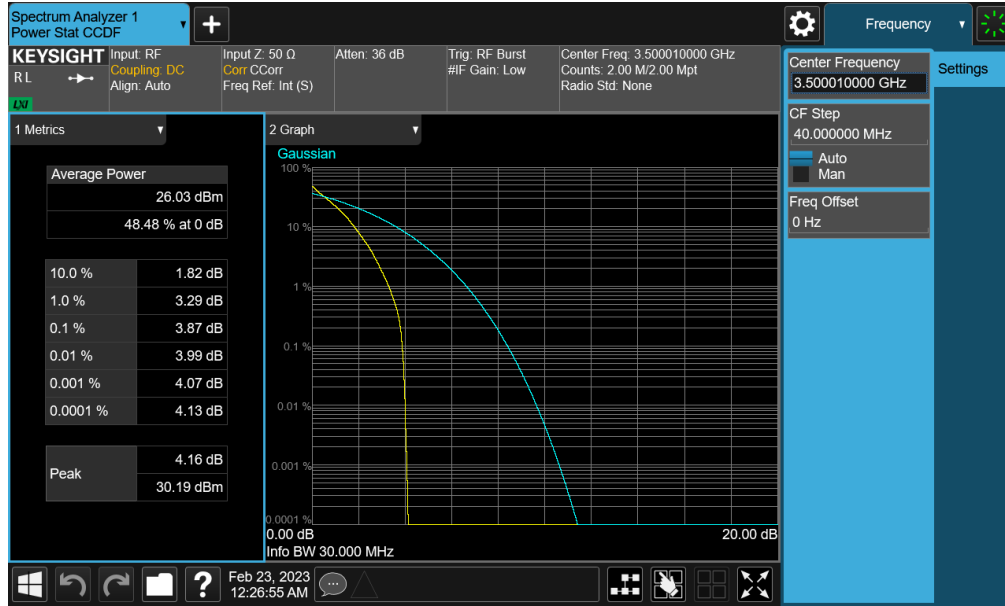 Spectrum Analyzer 1
Power Stat CCDF
Frequency
KEYSIGHT
R L
LXI
Input: RF
Coupling: DC
Align: Auto
Input Z: 50 Ω
Corr CCorr
Freq Ref: Int (S)
Atten: 36 dB
Trig: RF Burst
#IF Gain: Low
Center Freq: 3.500010000 GHz
Counts: 2.00 M/2.00 Mpt
Radio Std: None
Center Frequency
3.500010000 GHz
Settings
CF Step
40.000000 MHz
Auto
Man
Freq Offset
0 Hz
1 Metrics
Average Power
26.03 dBm
48.48 % at 0 dB
10.0 % 1.82 dB
1.0 % 3.29 dB
0.1 % 3.87 dB
0.01 % 3.99 dB
0.001 % 4.07 dB
0.0001 % 4.13 dB
Peak 4.16 dB
30.19 dBm
2 Graph
Gaussian
100 %
10 %
1 %
0.1 %
0.01 %
0.001 %
0.0001 %
0.00 dB 20.00 dB
Info BW 30.000 MHz
?
Feb 23, 2023
12:26:55 AM